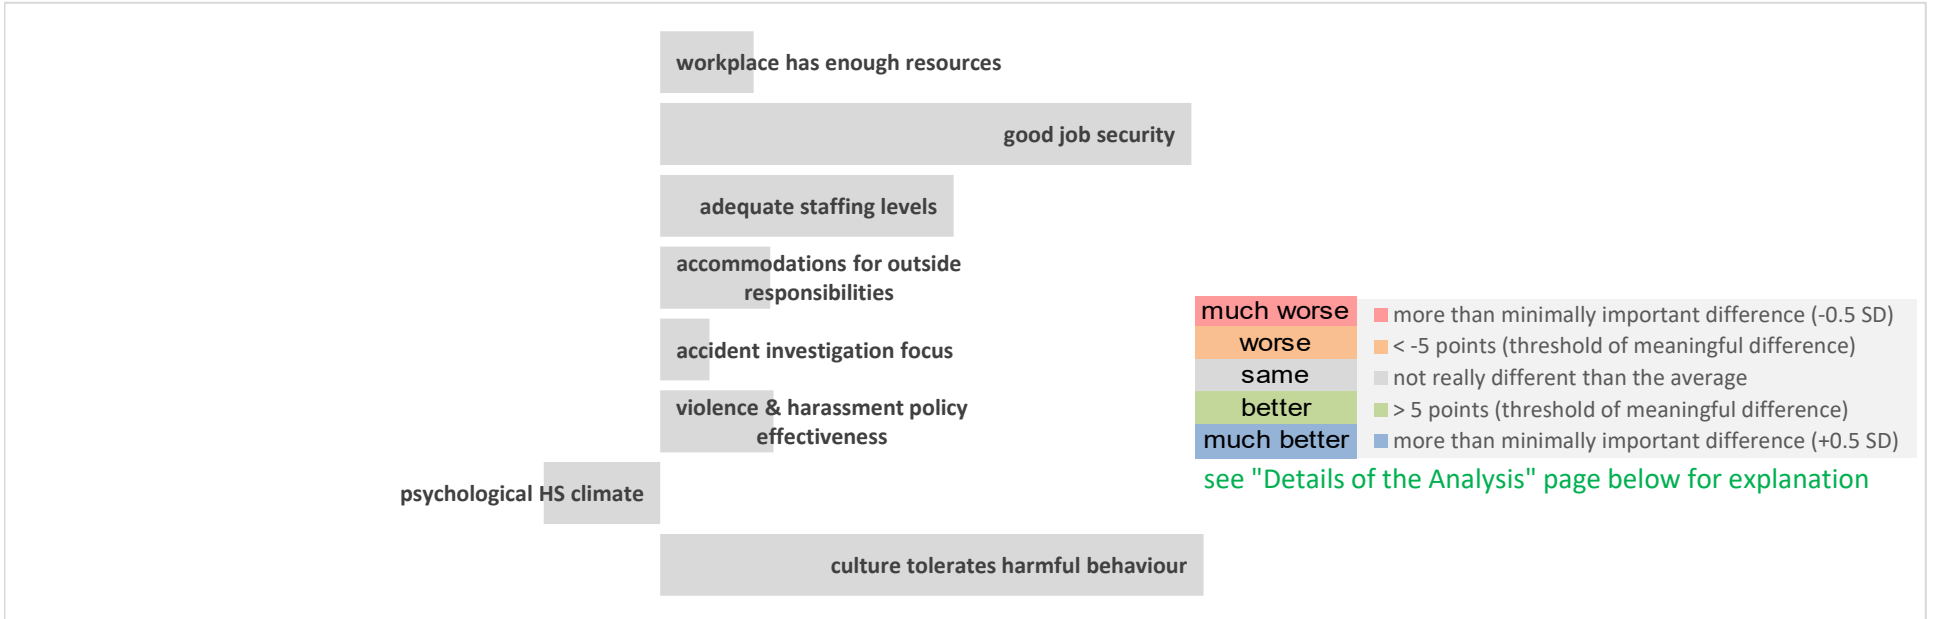 workplace has enough resources
good job security
adequate staffing levels
accommodations for outside
responsibilities
accident investigation focus
violence & harassment policy
effectiveness
psychological HS climate
culture tolerates harmful behaviour
much worse
more than minimally important difference (-0.5 SD)
worse
< -5 points (threshold of meaningful difference)
same
not really different than the average
better
> 5 points (threshold of meaningful difference)
much better
more than minimally important difference (+0.5 SD)
see "Details of the Analysis" page below for explanation